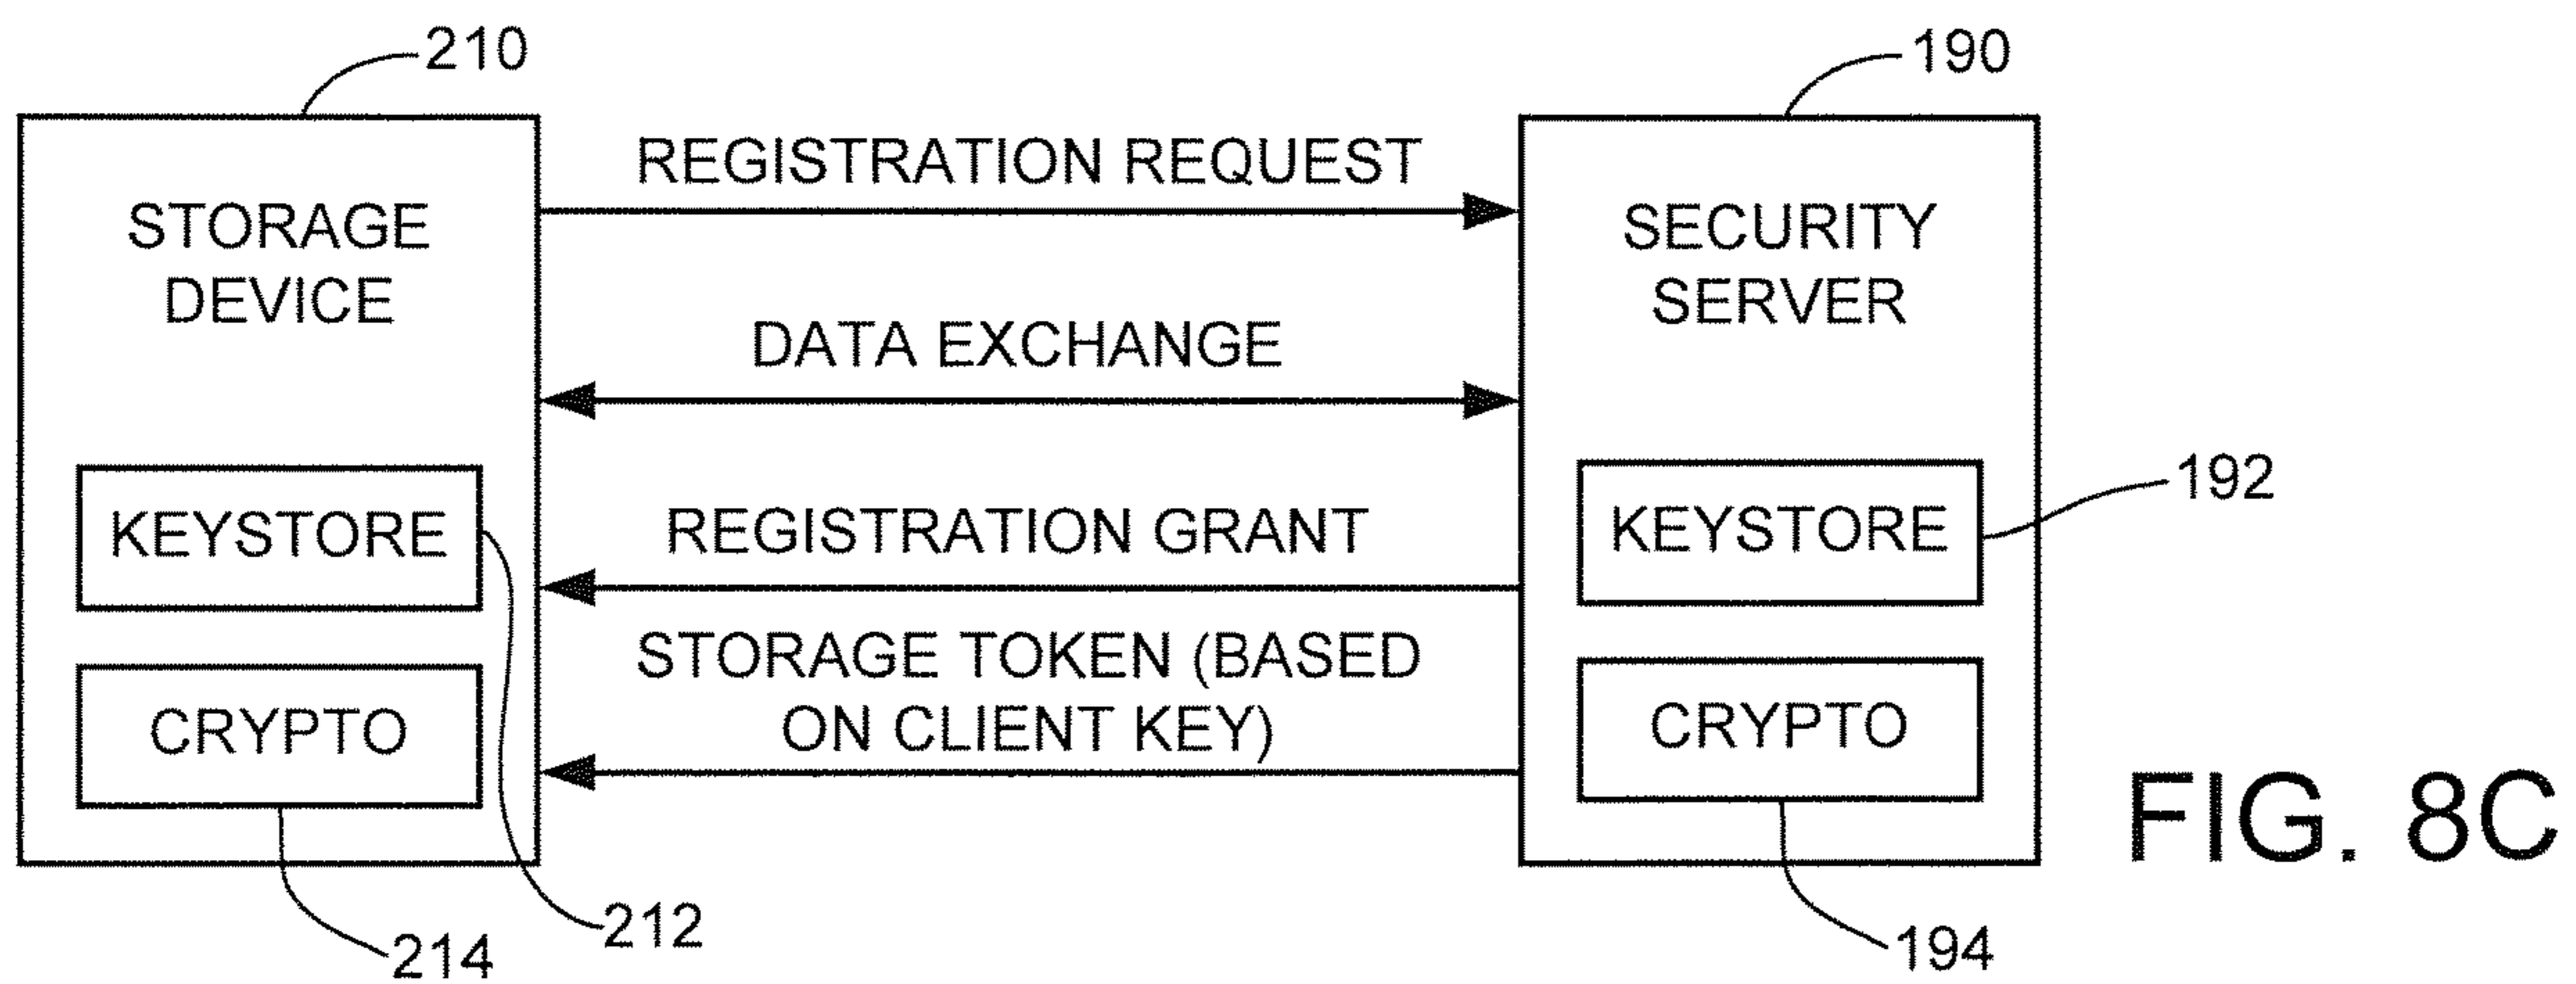 210
190
REGISTRATION REQUEST
STORAGE
DEVICE
SECURITY
SERVER
DATA EXCHANGE
KEYSTORE
REGISTRATION GRANT
KEYSTORE
192
STORAGE TOKEN (BASED
ON CLIENT KEY)
CRYPTO
CRYPTO
212
214
194
FIG. 8C